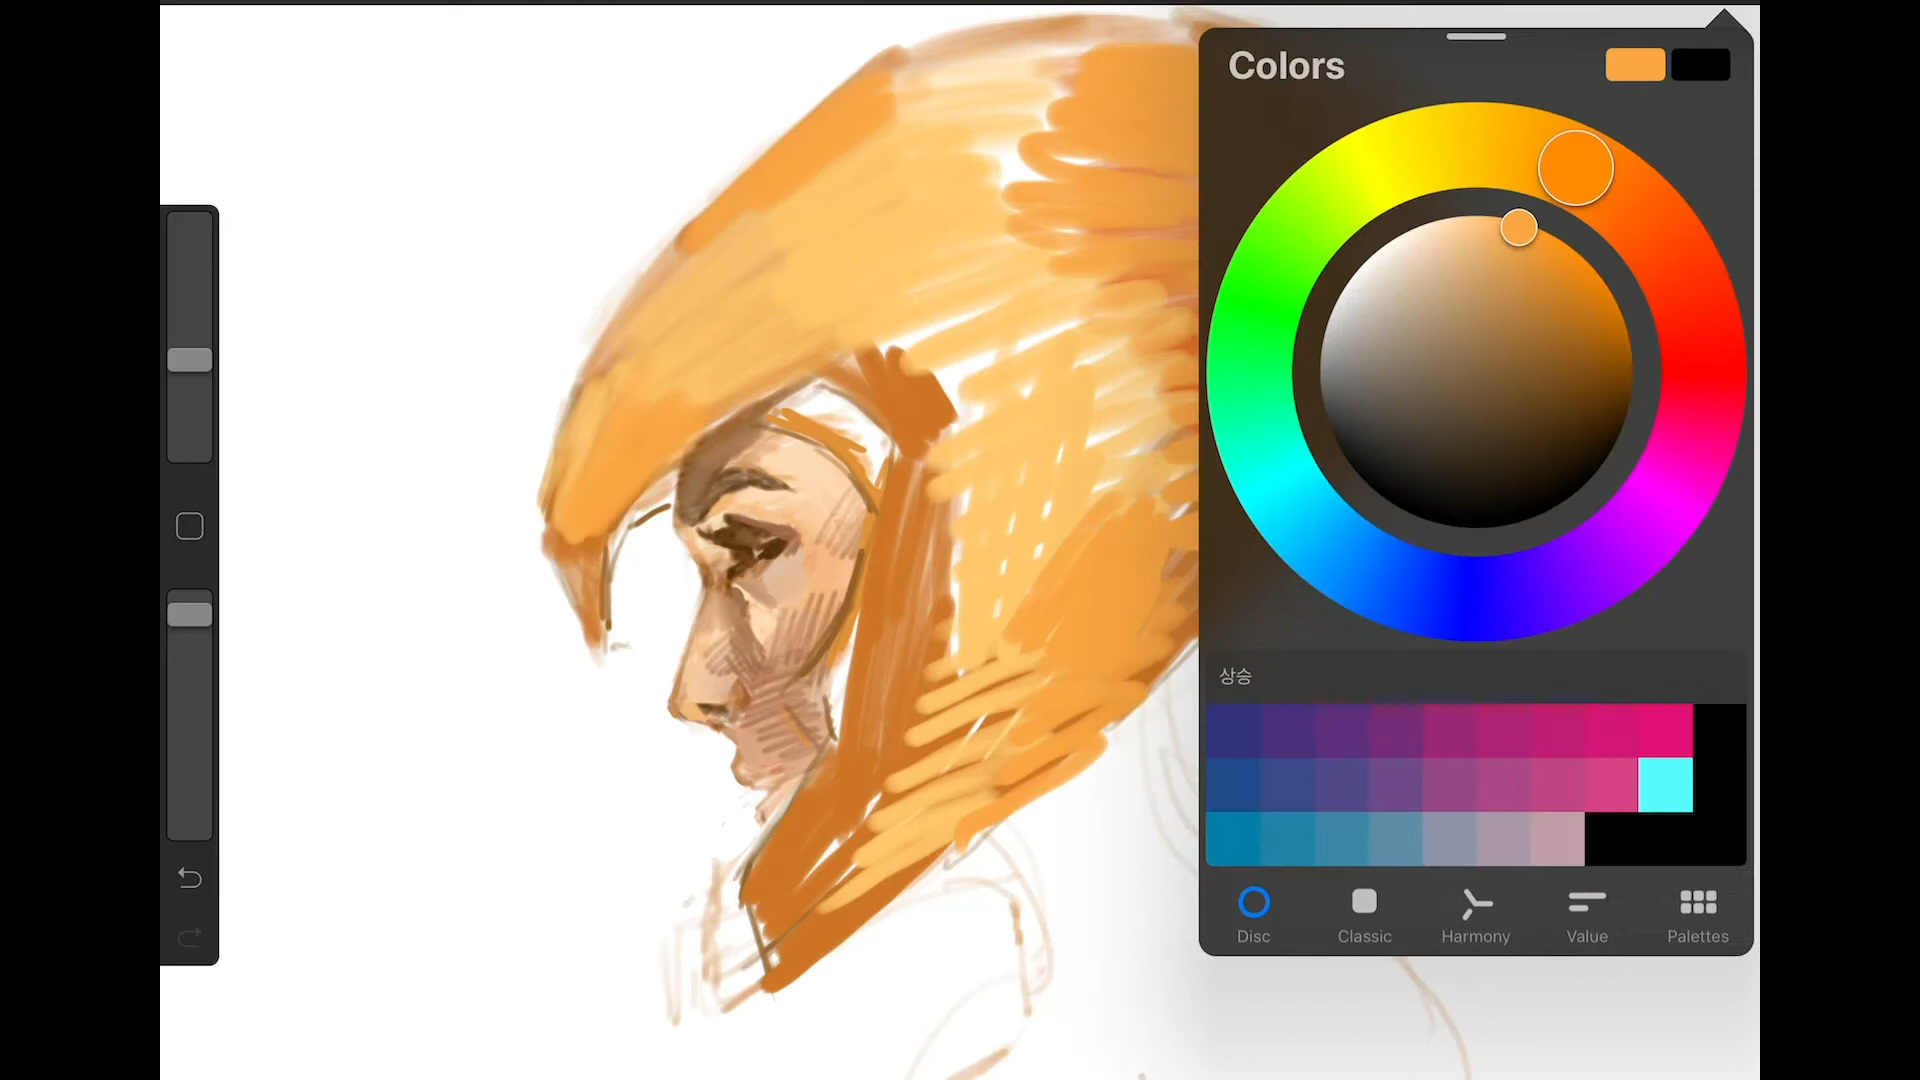 Colors
상승
Disc
Classic
Harmony
Value
Palettes